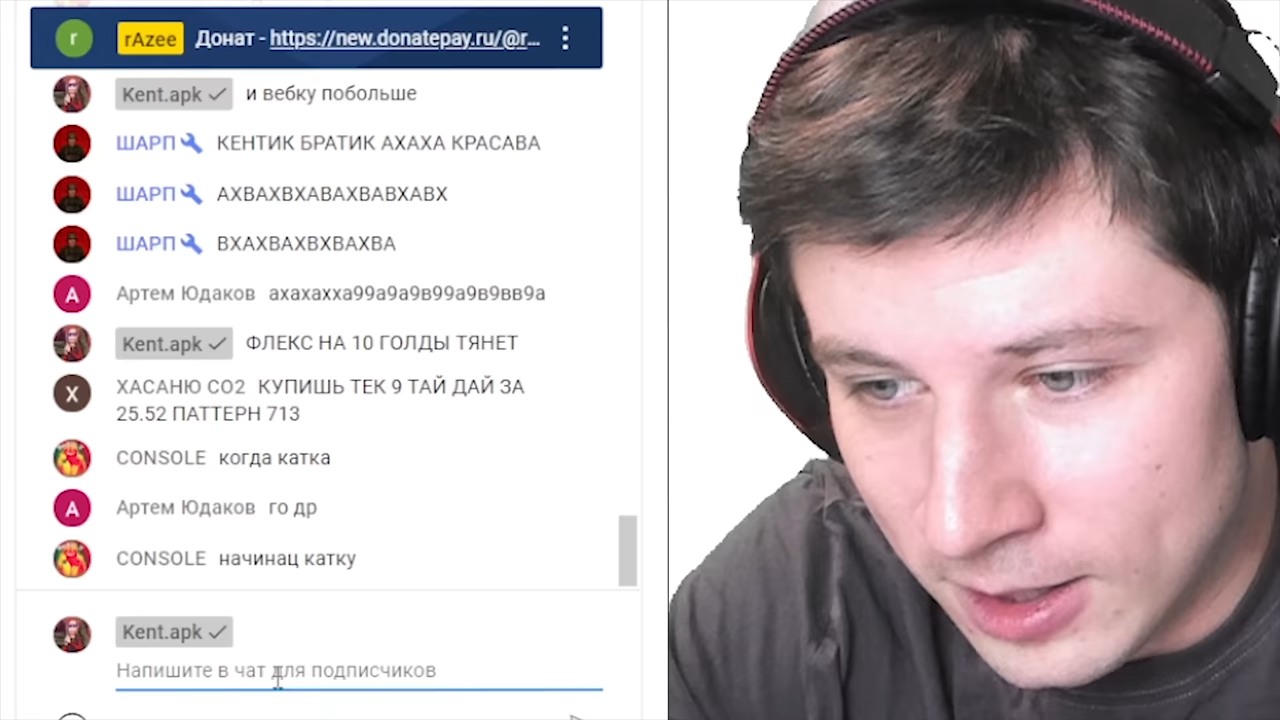 r rAzee Донат - https://new.donatepay.ru/@r...
Kent.apk и вебку побольше
ШАРП КЕНТИК БРАТИК АХАХА КРАСАВА
ШАРП АХВАХВХАВАХВАВХАВХ
ШАРП ВХАХВАХВХВАХВА
А Артем Юдаков ахахахха99а9а9в99а9в9вв9а
Kent.apk ФЛЕКС НА 10 ГОЛДЫ ТЯНЕТ
X ХАСАНЮ СО2 КУПИШЬ ТЕК 9 ТАЙ ДАЙ ЗА
25.52 ПАТТЕРН 713
CONSOLE когда катка
А Артем Юдаков го др
CONSOLE начинац катку
Kent.apk
Напишите в чат для подписчиков